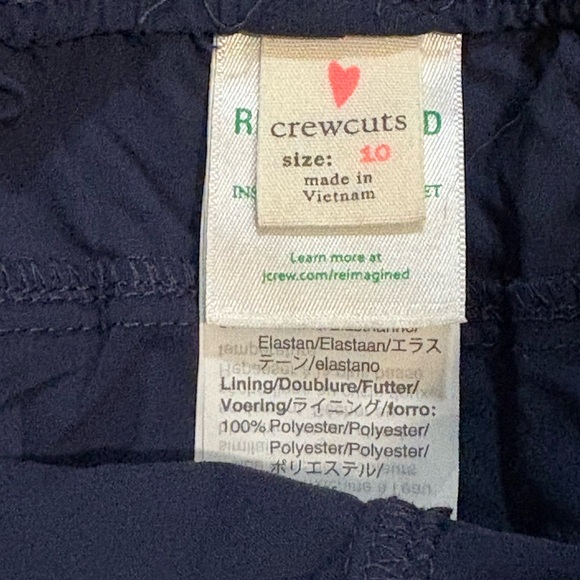 crewcuts
size: 10
made in
Vietnam
Learn more at
jcrew.com/reimagined
Elastan/Elastaan/エラス
テーン/elastano
Lining/Doublure/Futter/
Voering/ライニング/forro:
100% Polyester/Polyester/
Polyester/Polyester/
ポリエステル/